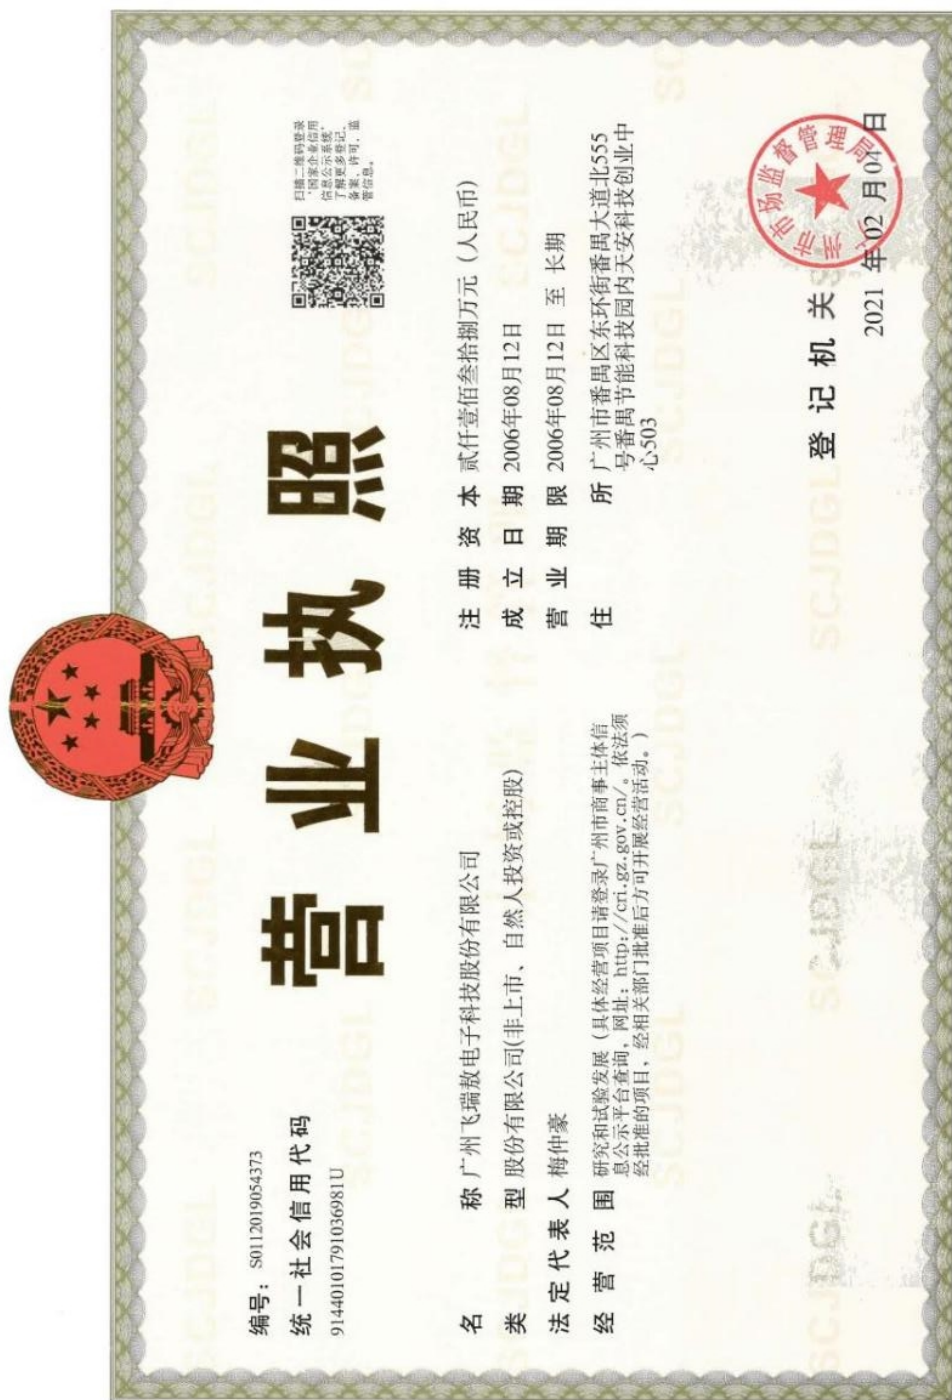 营业执照
编号：S0112019054373
统一社会信用代码
91440101791036981U
扫描二维码登录
“国家企业信用
信息公示系统”
了解更多登记、
备案、许可、监
管信息。
名称 广州飞瑞敖电子科技股份有限公司
类型 股份有限公司(非上市、自然人投资或控股)
法定代表人 梅仲豪
经营范围 研究和试验发展（具体经营项目请登录广州市商事主体信
息公示平台查询，网址：http://cri.gz.gov.cn/。依法须
经批准的项目，经相关部门批准后方可开展经营活动。）
注册资本 贰仟壹佰叁拾捌万元（人民币）
成立日期 2006年08月12日
营业期限 2006年08月12日 至 长期
住所 广州市番禺区东环街番禺大道北555
号番禺节能科技园内天安科技创业中
心503
登记机关
广州市市场监督管理局
2021 年 02 月 04 日
SCJDGL